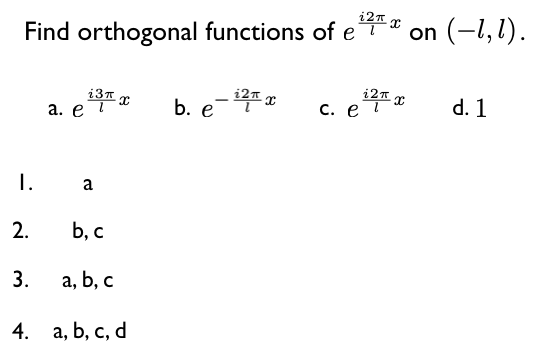 Find orthogonal functions of $e^{\frac{i2\pi}{l}x}$ on $(-l, l)$.
a. $e^{\frac{i3\pi}{l}x}$ b. $e^{-\frac{i2\pi}{l}x}$ c. $e^{\frac{i2\pi}{l}x}$ d. 1
1. a
2. b, c
3. a, b, c
4. a, b, c, d